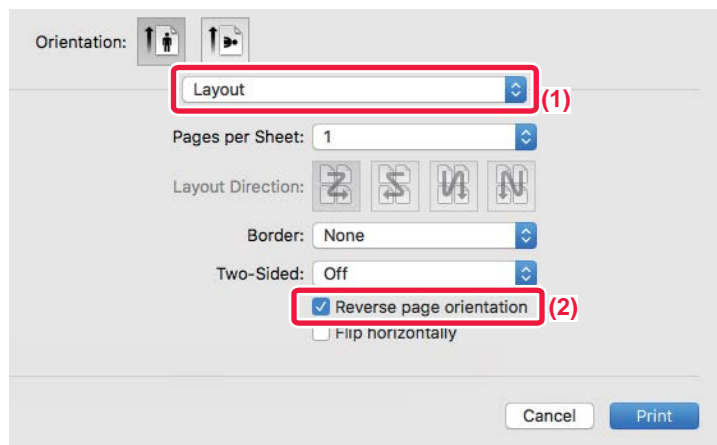 Orientation:
Layout
(1)
Pages per Sheet: 1
Layout Direction:
Border: None
Two-Sided: Off
Reverse page orientation (2)
Flip horizontally
Cancel Print